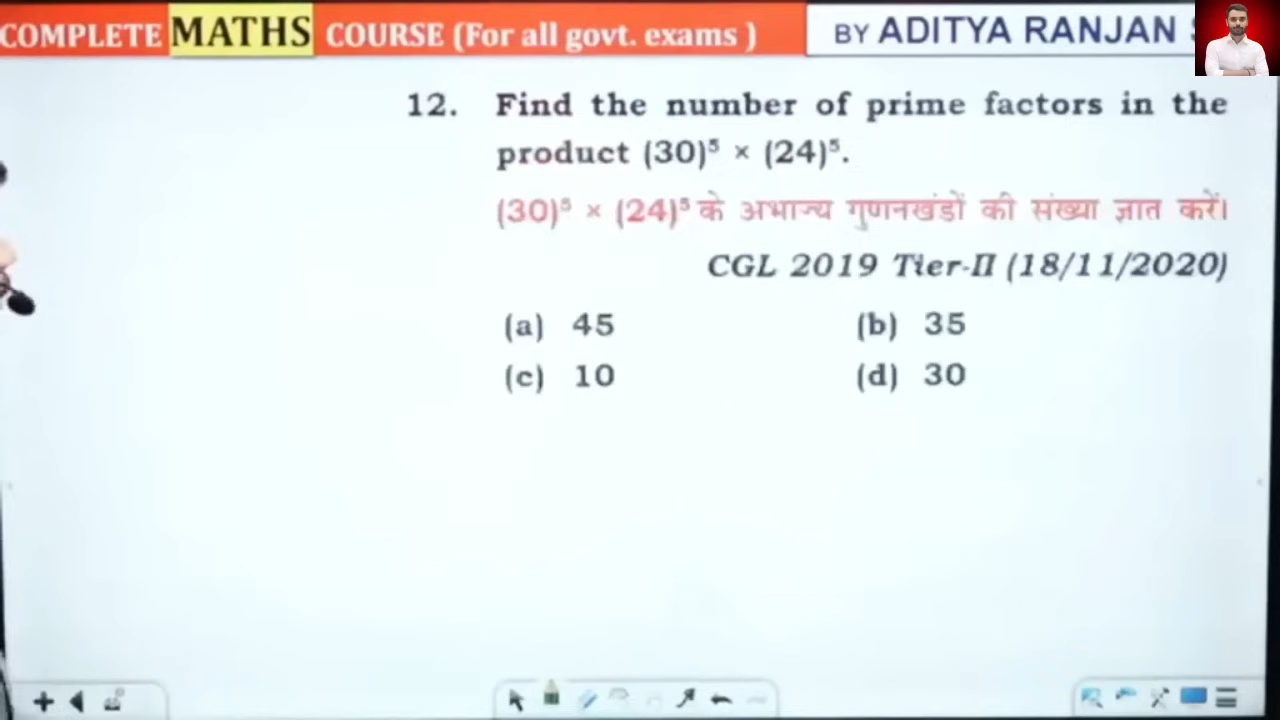 COMPLETE MATHS COURSE (For all govt. exams )
BY ADITYA RANJAN
12. Find the number of prime factors in the
product (30)⁵ × (24)⁵.
(30)⁵ × (24)⁵ के अभाज्य गुणनखंडों की संख्या ज्ञात करें।
CGL 2019 Tier-II (18/11/2020)
(a) 45 (b) 35
(c) 10 (d) 30